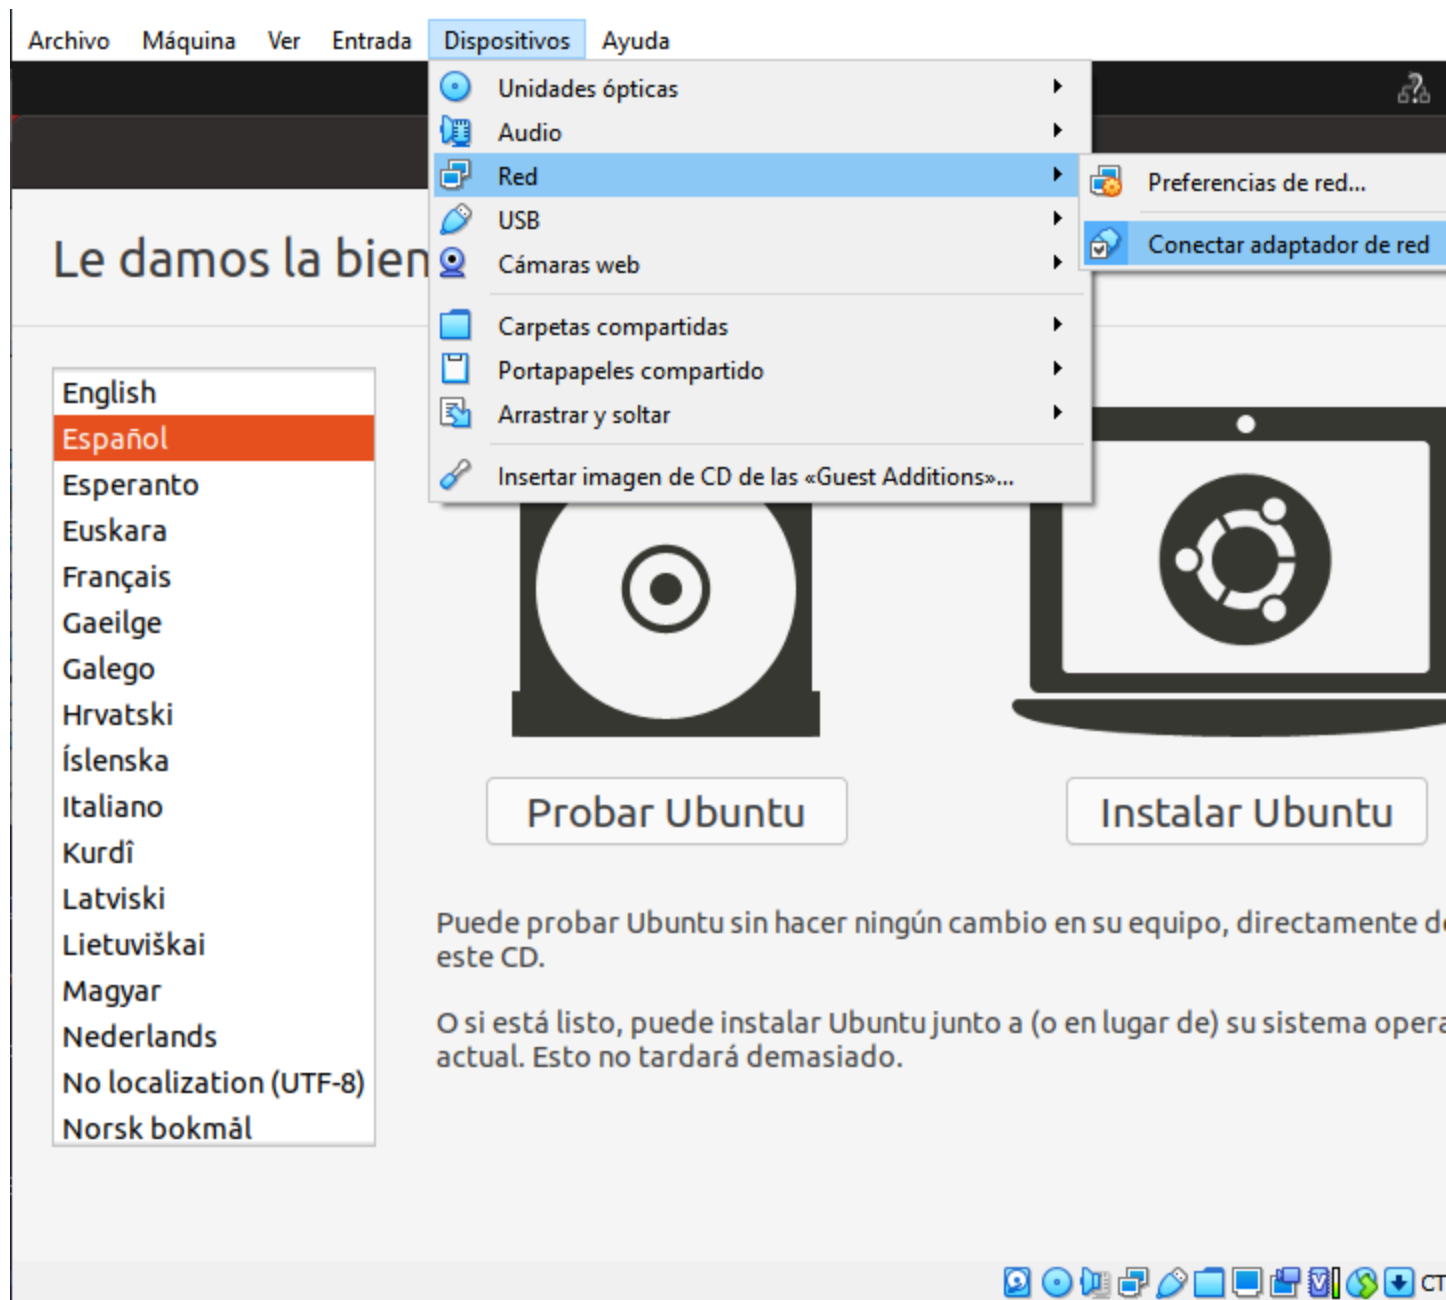 Archivo Máquina Ver Entrada Dispositivos Ayuda
Unidades ópticas
Audio
Red
Preferencias de red...
USB
Conectar adaptador de red
Le damos la bien
Cámaras web
Carpetas compartidas
Portapapeles compartido
Arrastrar y soltar
Insertar imagen de CD de las «Guest Additions»...
English
Español
Esperanto
Euskara
Français
Gaeilge
Galego
Hrvatski
Íslenska
Italiano
Kurdî
Latviski
Lietuviškai
Magyar
Nederlands
No localization (UTF-8)
Norsk bokmål
Probar Ubuntu
Instalar Ubuntu
Puede probar Ubuntu sin hacer ningún cambio en su equipo, directamente
este CD.
O si está listo, puede instalar Ubuntu junto a (o en lugar de) su sistema opera
actual. Esto no tardará demasiado.
CT